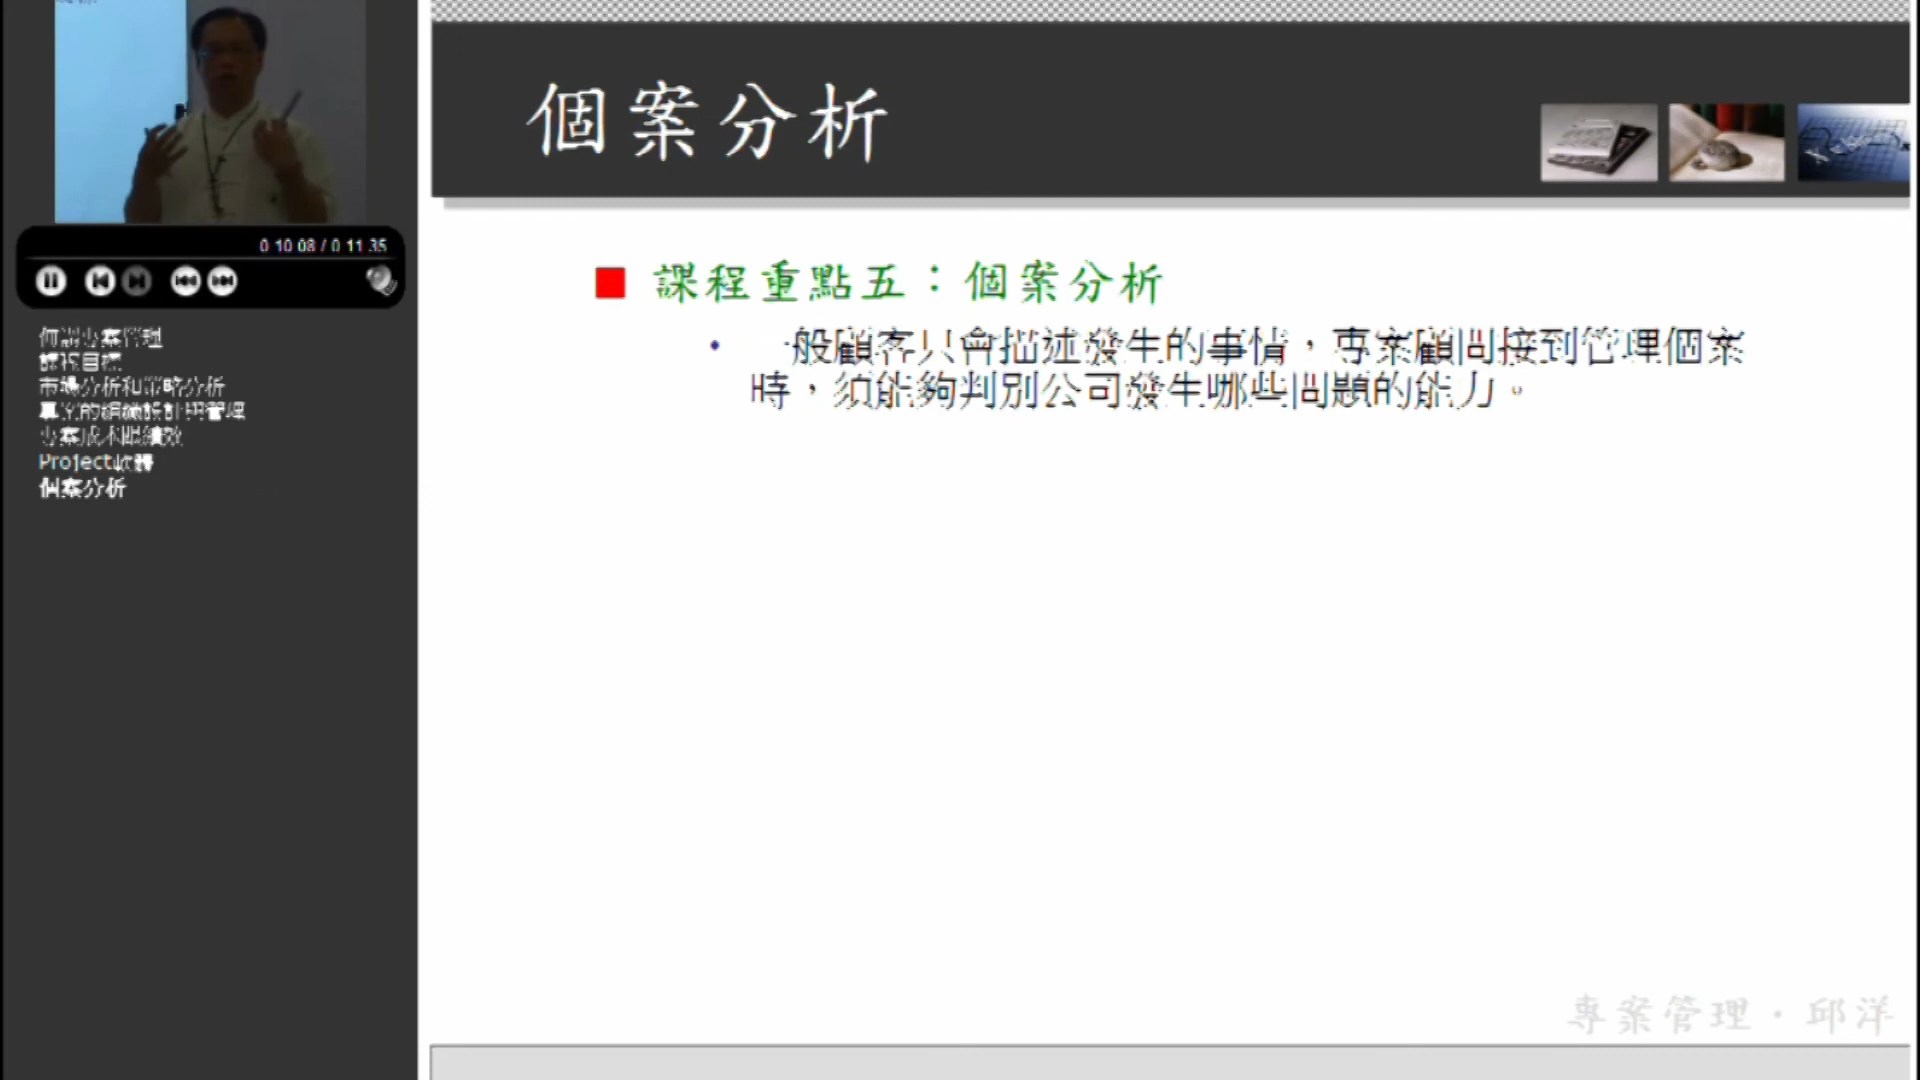 0 10 08 / 0 11 35
何謂專案管理
課程目標
市場分析和策略分析
專案的組織設計與管理
專案成本與績效
Project軟體
個案分析
個案分析
課程重點五：個案分析
• 一般顧客只會描述發生的事情，專案顧問接到管理個案
時，須能夠判別公司發生哪些問題的能力。
專案管理・邱洋